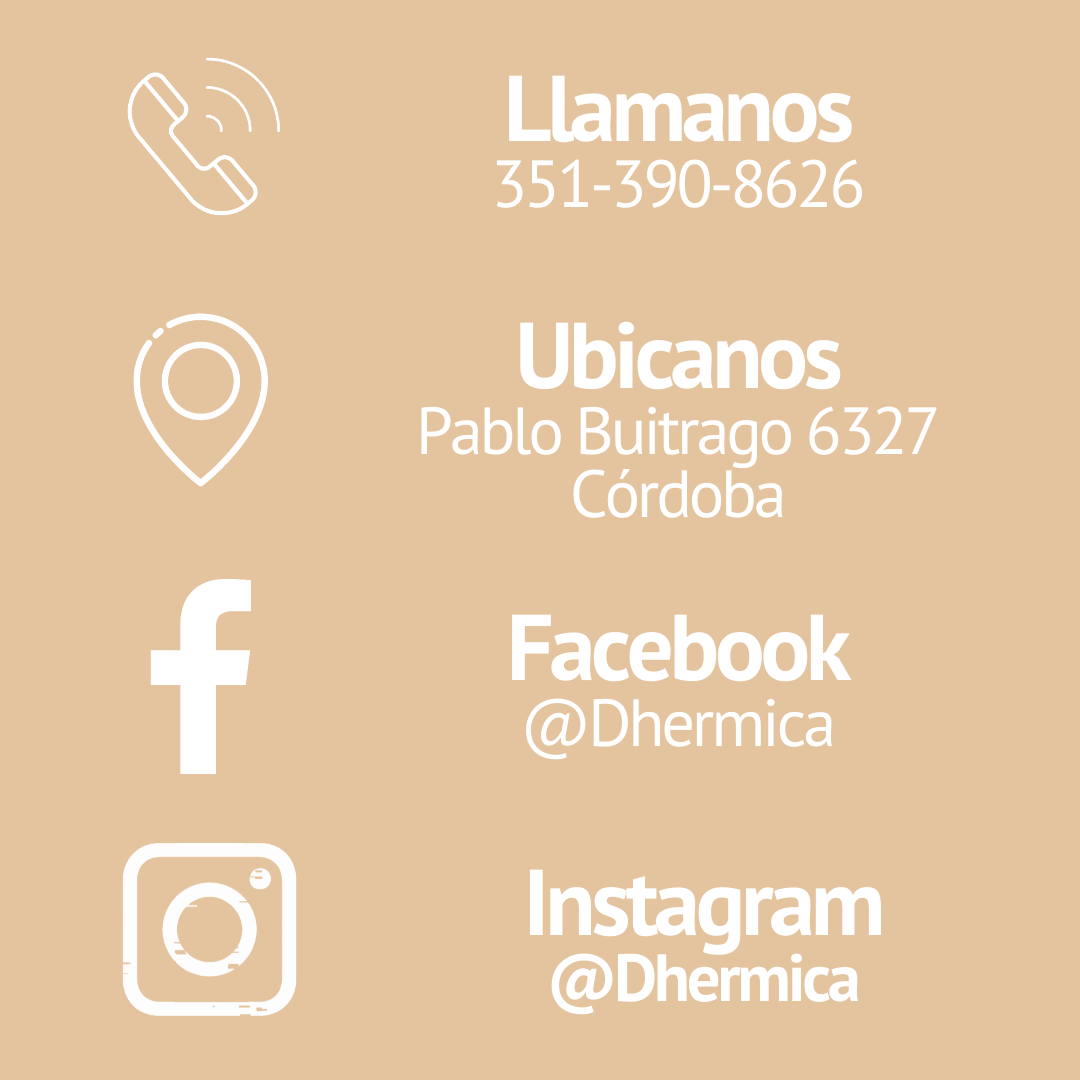 Llamanos
351-390-8626
Ubicanos
Pablo Buitrago 6327
Córdoba
Facebook
@Dhermica
Instagram
@Dhermica